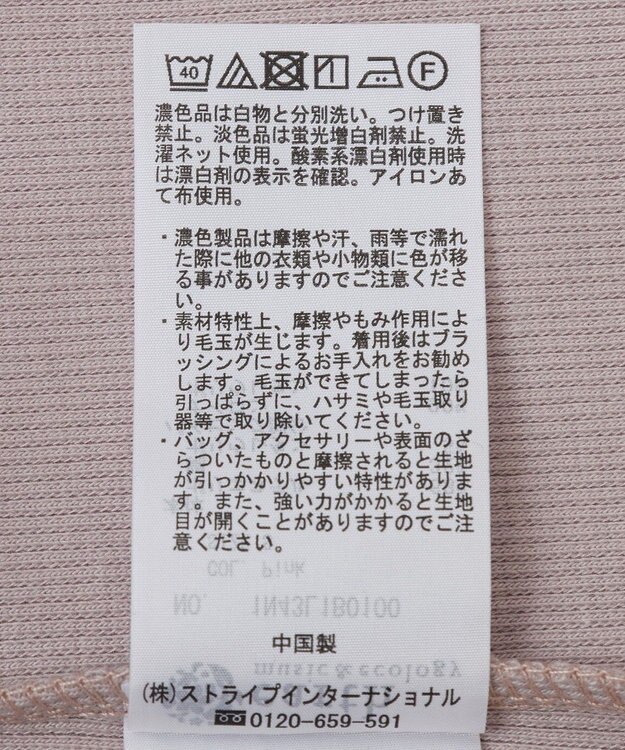 40 F
濃色品は白物と分別洗い。つけ置き
禁止。淡色品は蛍光増白剤禁止。洗
濯ネット使用。酸素系漂白剤使用時
は漂白剤の表示を確認。アイロンあ
て布使用。
・濃色製品は摩擦や汗、雨等で濡れ
た際に他の衣類や小物類に色が移
る事がありますのでご注意くださ
い。
・素材特性上、摩擦やもみ作用によ
り毛玉が生じます。着用後はブラ
ッシングによるお手入れをお勧め
します。毛玉ができてしまったら
引っぱらずに、ハサミや毛玉取り
器等で取り除いてください。
・バッグ、アクセサリーや表面のざ
らついたものと摩擦されると生地
が引っかかりやすい特性がありま
す。また、強い力がかかると生地
目が開くことがありますのでご注
意ください。
COL. Pink
NO. 1N43L1B0100
中国製
music&ecology
(株)ストライプインターナショナル
0120-659-591